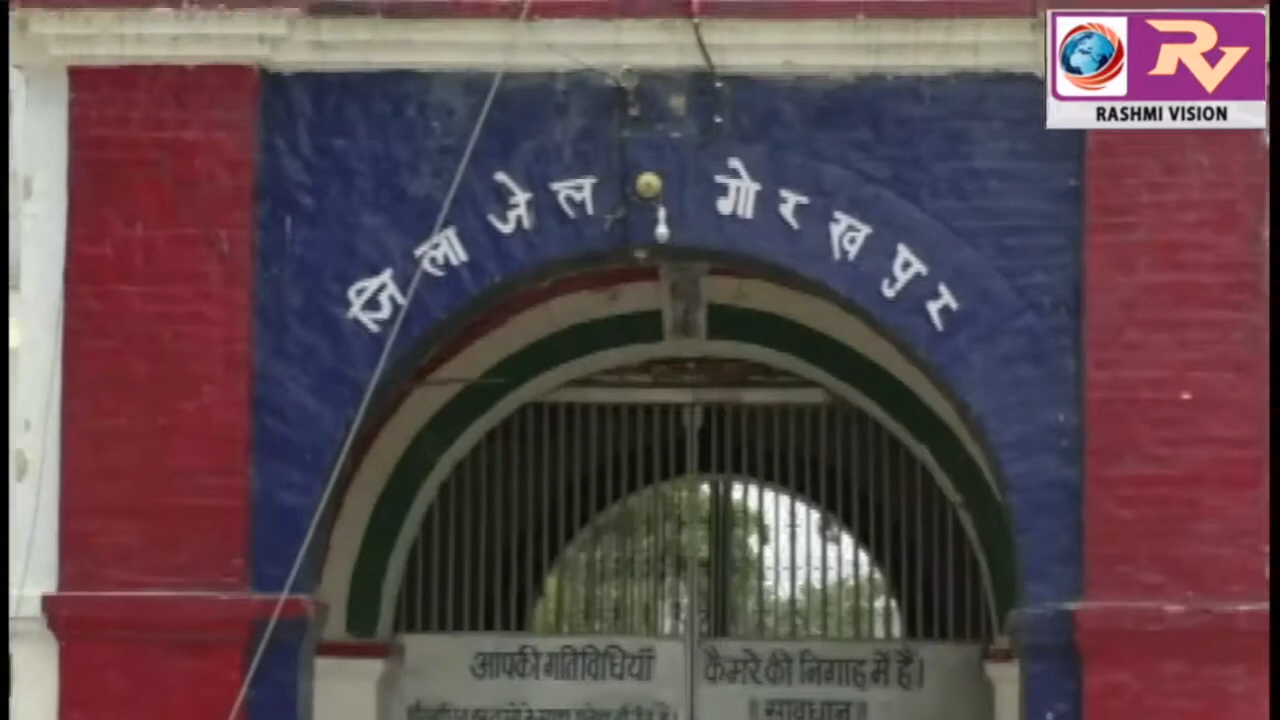 RASHMI VISION
जिला जेल गोरखपुर
आपकी गतिविधियाँ कैमरे की निगाह में है।
।। सावधान ।।